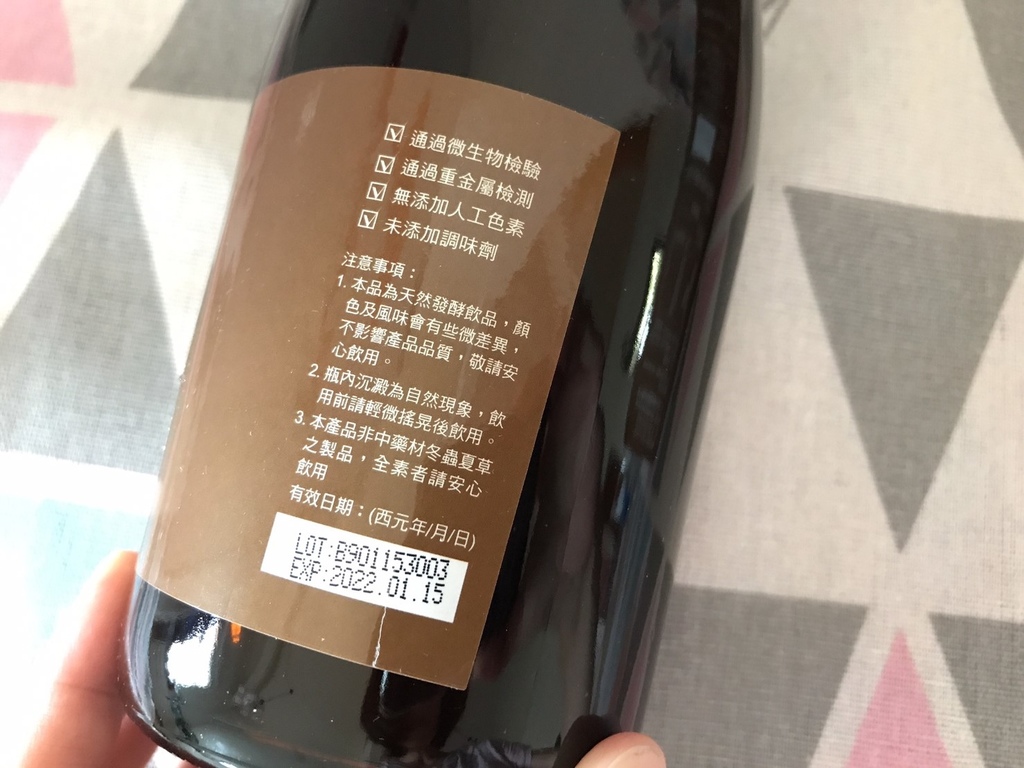 ☑ 通過微生物檢驗
☑ 通過重金屬檢測
☑ 無添加人工色素
☑ 未添加調味劑
注意事項：
1. 本品為天然發酵飲品，顏
色及風味會有些微差異，
不影響產品品質，敬請安
心飲用。
2. 瓶內沉澱為自然現象，飲
用前請輕微搖晃後飲用。
3. 本產品非中藥材冬蟲夏草
之製品，全素者請安心
飲用
有效日期：(西元年/月/日)
LOT:B901153003
EXP:2022.01.15